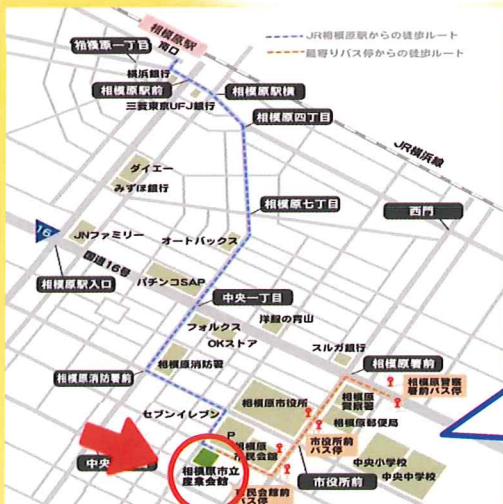 相模原駅
南口
JR相模原駅からの徒歩ルート
最寄りバス停からの徒歩ルート
相模原一丁目
横浜銀行
相模原駅前
相模原駅横
三菱東京UFJ銀行
相模原四丁目
JR横浜線
ダイエー
みずほ銀行
相模原七丁目
西門
16
JNファミリー
オートバックス
国道16号
相模原駅入口
パチンコSAP
中央一丁目
フォルクス
洋服の青山
OKストア
スルガ銀行
相模原消防署
相模原署前
相模原消防署前
相模原警察
署前バス停
セブンイレブン
相模原市役所
相模原
警察署
相模原郵便局
P
相模原
市民会館
市役所前
バス停
中央小学校
中央中学校
中央
相模原市立
産業会館
市役所前
市民会館前
バス停